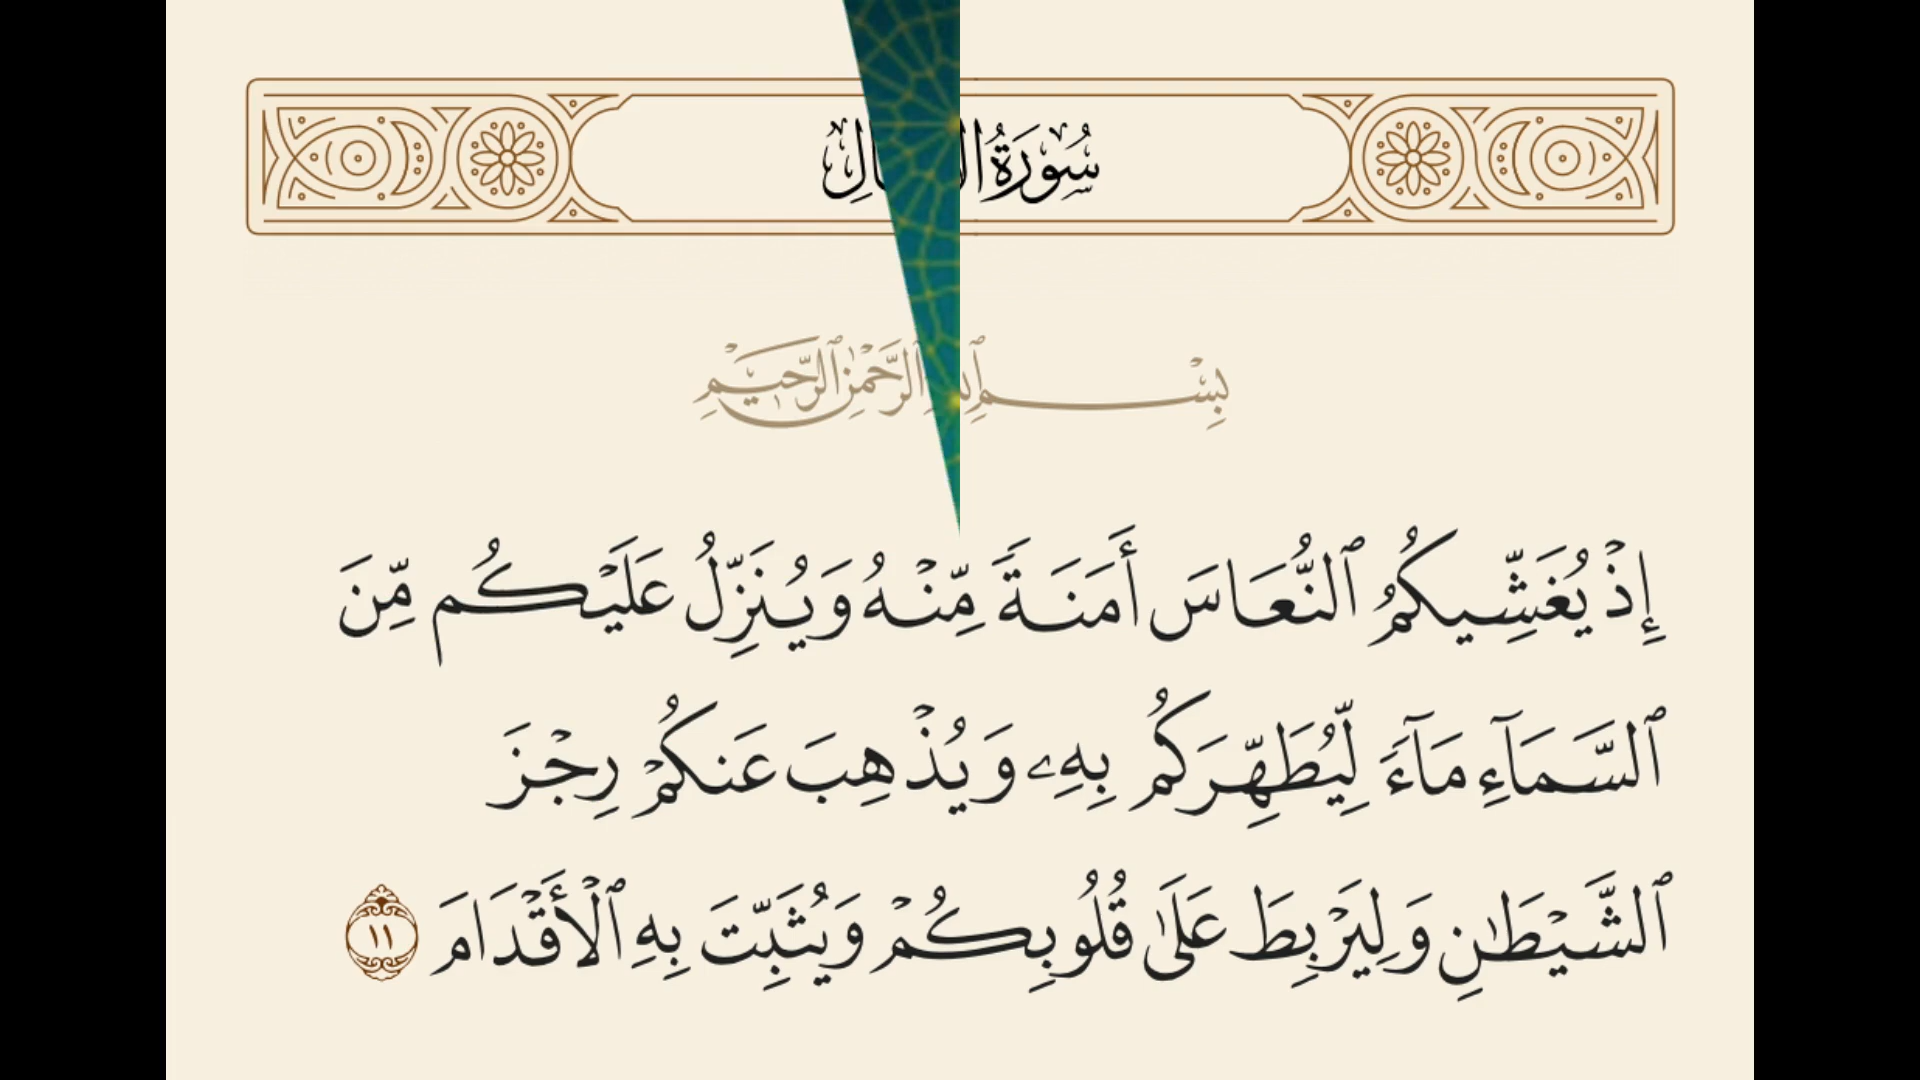 سُورَةُ
بِسْمِ ٱلرَّحْمَٰنِ ٱلرَّحِيمِ
إِذْ يُغَشِّيكُمُ ٱلنُّعَاسَ أَمَنَةً مِّنْهُ وَيُنَزِّلُ عَلَيْكُم مِّنَ
ٱلسَّمَآءِ مَآءً لِّيُطَهِّرَكُم بِهِۦ وَيُذْهِبَ عَنكُمْ رِجْزَ
ٱلشَّيْطَٰنِ وَلِيَرْبِطَ عَلَىٰ قُلُوبِكُمْ وَيُثَبِّتَ بِهِ ٱلْأَقْدَامَ ١١